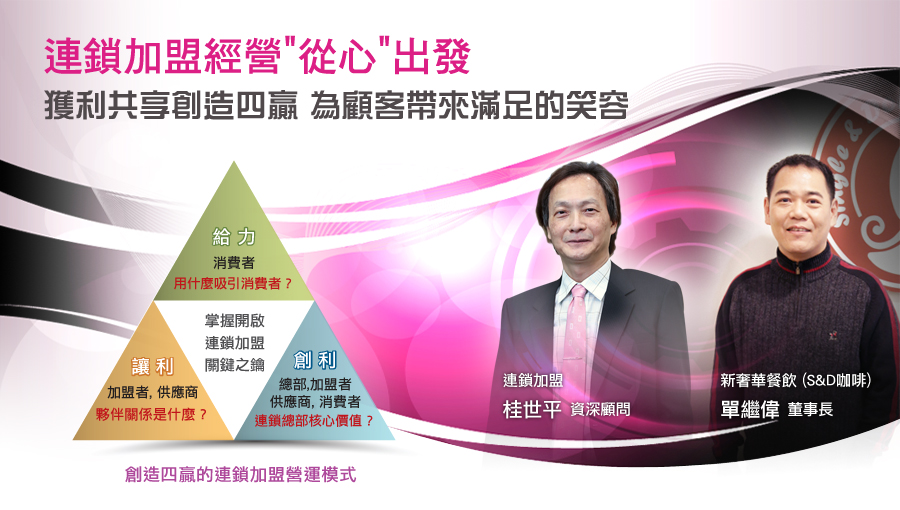 連鎖加盟經營"從心"出發
獲利共享創造四贏 為顧客帶來滿足的笑容
給力
消費者
用什麼吸引消費者？
掌握開啟
連鎖加盟
關鍵之鑰
讓利
加盟者, 供應商
夥伴關係是什麼？
創利
總部,加盟者
供應商, 消費者
連鎖總部核心價值？
創造四贏的連鎖加盟營運模式
連鎖加盟
桂世平 資深顧問
Single &
新奢華餐飲 (S&D咖啡)
單繼偉 董事長